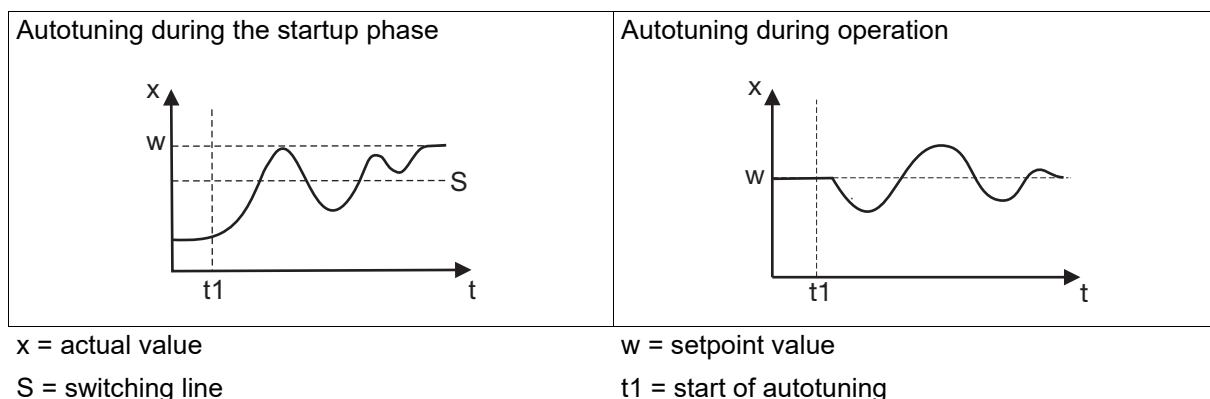 Autotuning during the startup phase
x
w
S
t1
t
Autotuning during operation
x
w
t1
t
x = actual value
w = setpoint value
S = switching line
t1 = start of autotuning